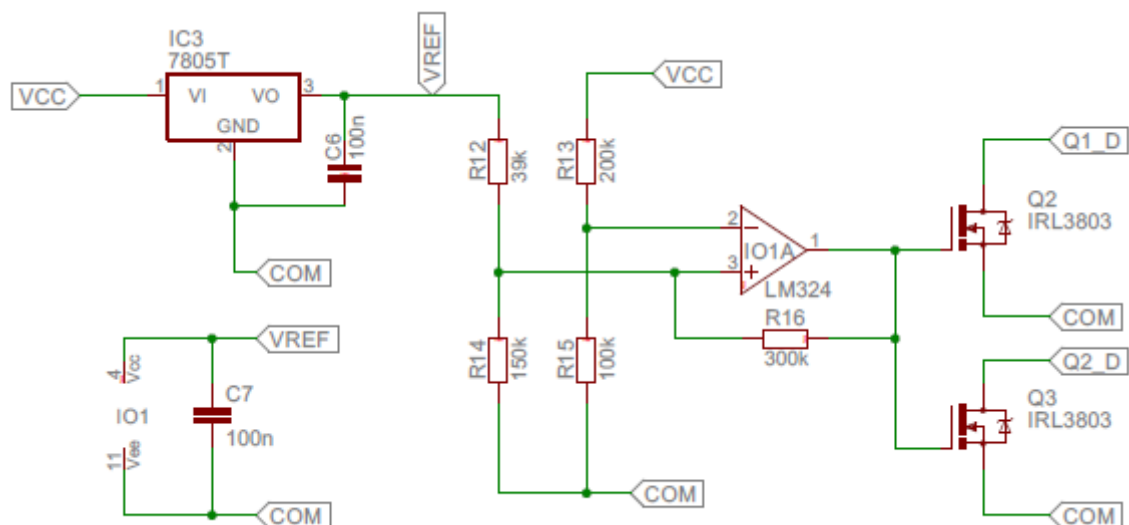 IC3
7805T
VCC
1
VI
VO
3
GND
2
C6
100n
VREF
COM
VCC
R12
39k
R13
200k
2
3
IO1A
1
LM324
R16
300k
R14
150k
R15
100k
COM
Q1_D
Q2
IRL3803
COM
Q2_D
Q3
IRL3803
COM
VREF
4
Vcc
C7
100n
IO1
11
Vee
COM